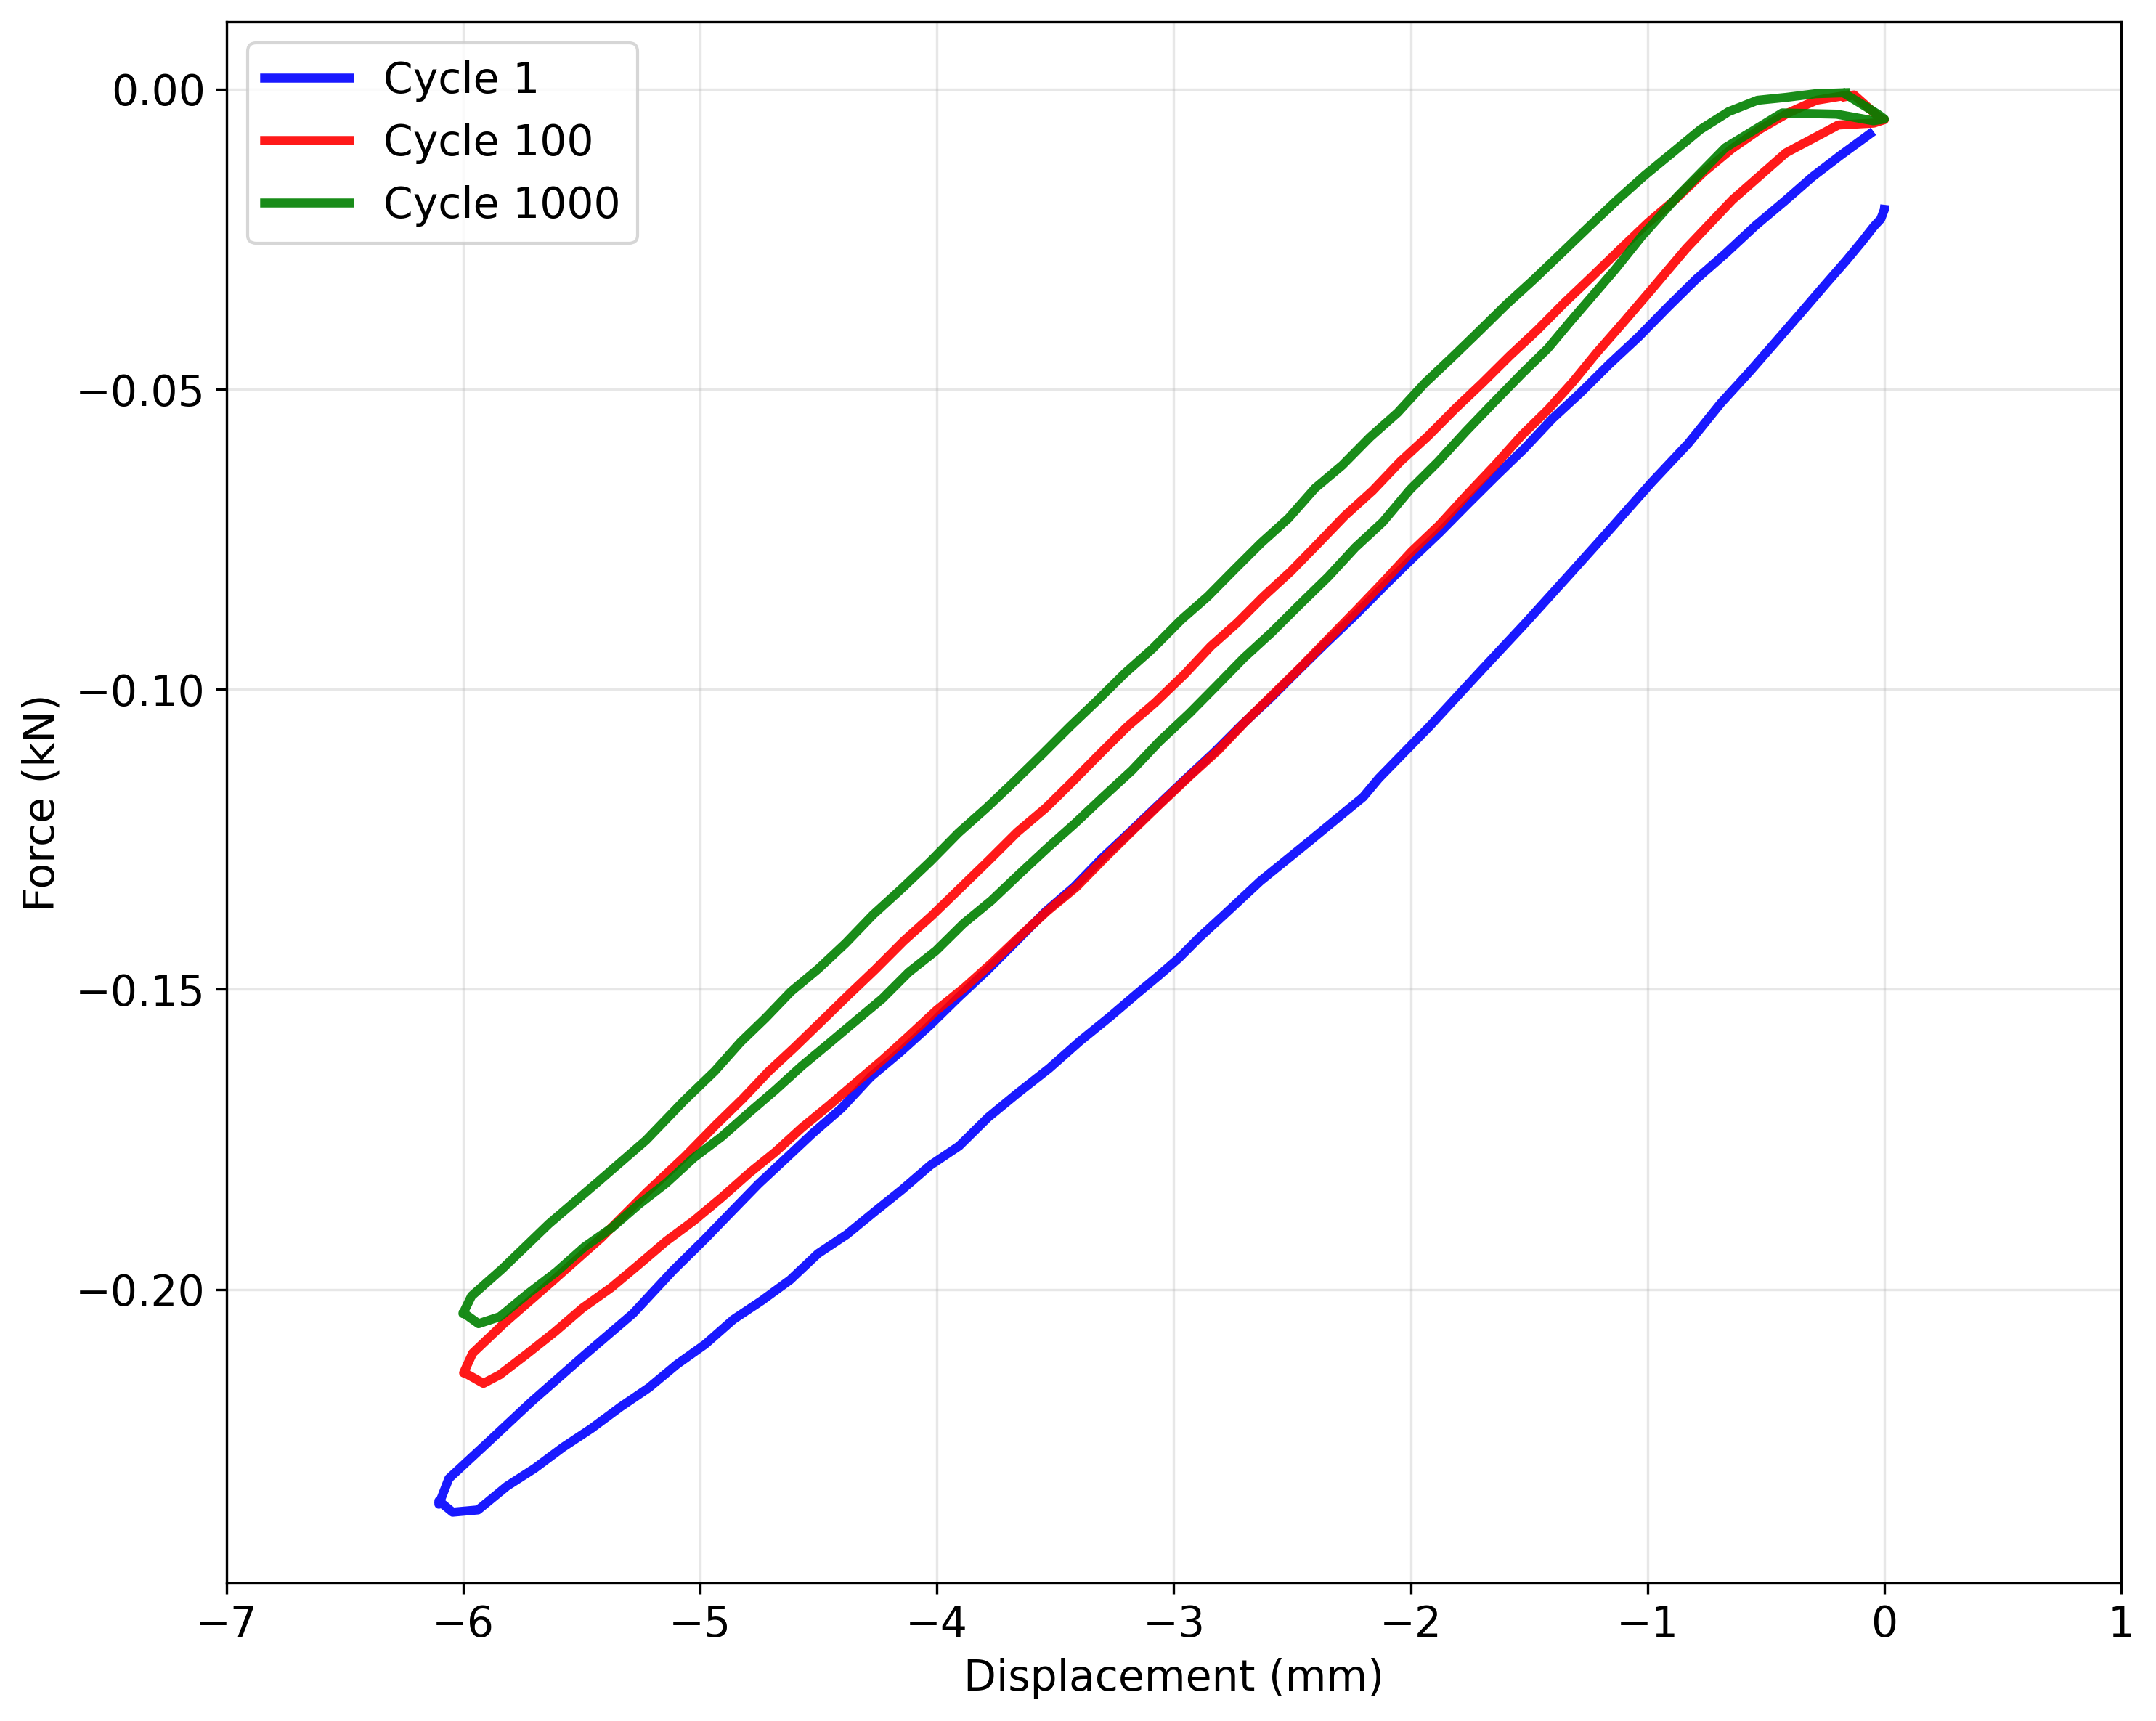 Cycle 1
Cycle 100
Cycle 1000
0.00
−0.05
−0.10
−0.15
−0.20
Force (kN)
−7 −6 −5 −4 −3 −2 −1 0 1
Displacement (mm)